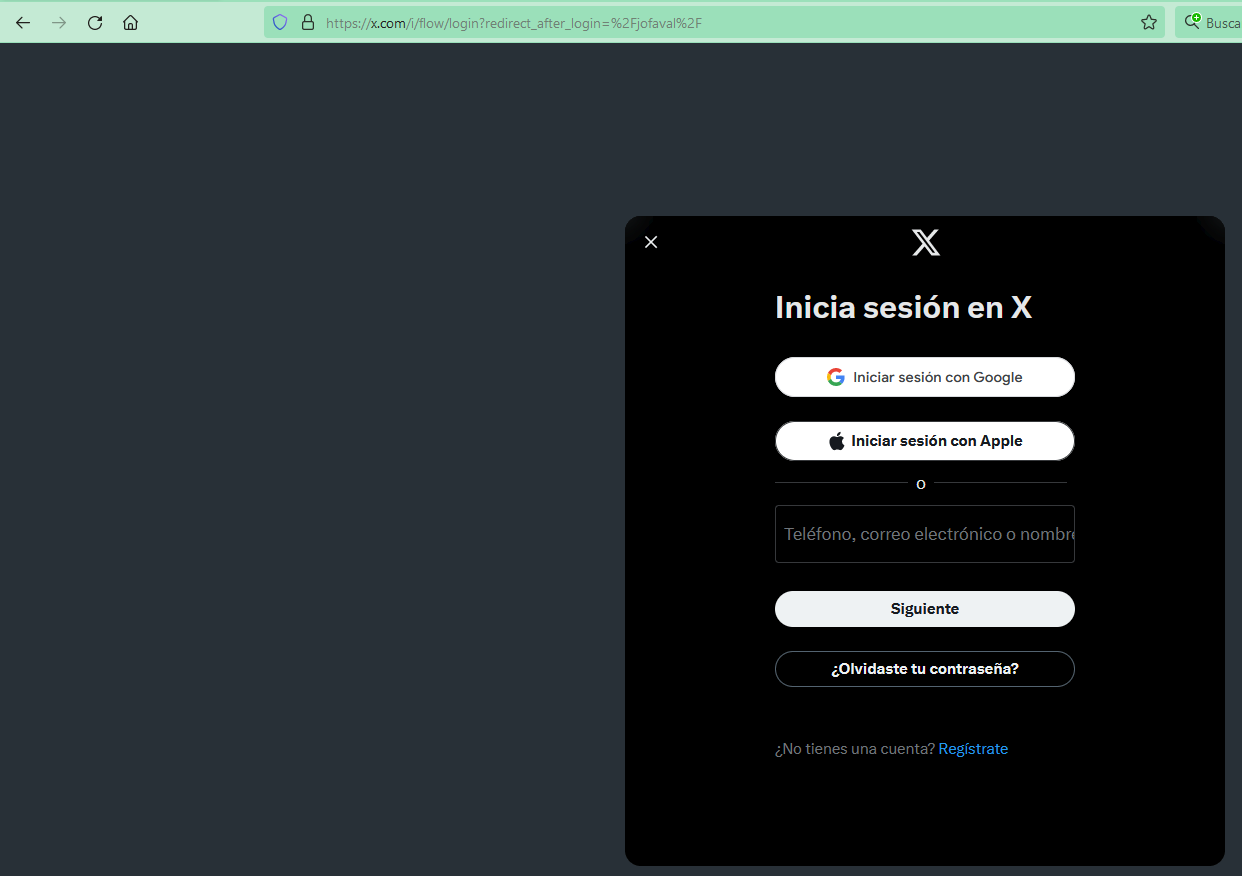 https://x.com/i/flow/login?redirect_after_login=%2Fjofaval%2F
Busca
Inicia sesión en X
Iniciar sesión con Google
Iniciar sesión con Apple
o
Teléfono, correo electrónico o nombre
Siguiente
¿Olvidaste tu contraseña?
¿No tienes una cuenta? Regístrate